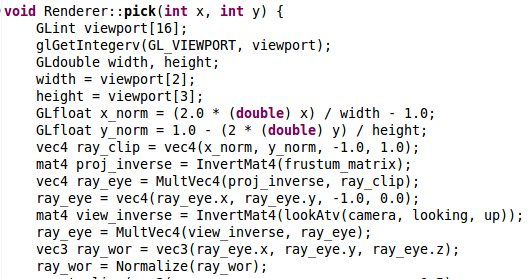 void Renderer::pick(int x, int y) {
GLint viewport[16];
glGetIntegerv(GL_VIEWPORT, viewport);
GLdouble width, height;
width = viewport[2];
height = viewport[3];
GLfloat x_norm = (2.0 * (double) x) / width - 1.0;
GLfloat y_norm = 1.0 - (2 * (double) y) / height;
vec4 ray_clip = vec4(x_norm, y_norm, -1.0, 1.0);
mat4 proj_inverse = InvertMat4(frustum_matrix);
vec4 ray_eye = MultVec4(proj_inverse, ray_clip);
ray_eye = vec4(ray_eye.x, ray_eye.y, -1.0, 0.0);
mat4 view_inverse = InvertMat4(lookAtv(camera, looking, up));
ray_eye = MultVec4(view_inverse, ray_eye);
vec3 ray_wor = vec3(ray_eye.x, ray_eye.y, ray_eye.z);
ray_wor = Normalize(ray_wor);